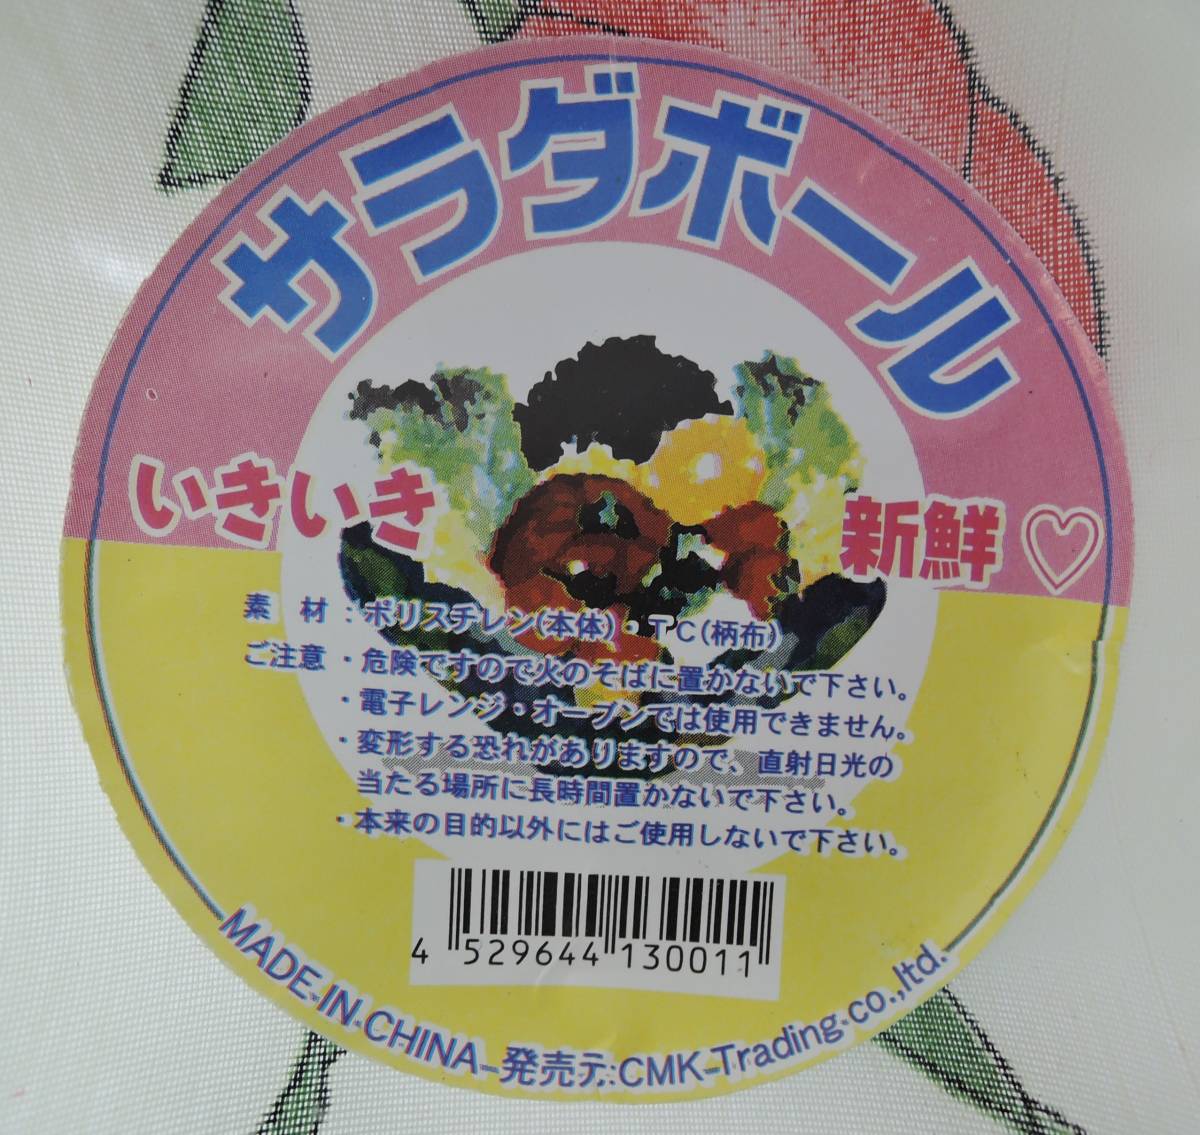 サラダボール
いきいき 新鮮♡
素 材 : ポリスチレン(本体)・TC(柄布)
ご注意 ・危険ですので火のそばに置かないで下さい。
・電子レンジ・オーブンでは使用できません。
・変形する恐れがありますので、直射日光の
当たる場所に長時間置かないで下さい。
・本来の目的以外にはご使用しないで下さい。
4 529644 130011
MADE IN CHINA 発売元:CMK Trading co.,ltd.